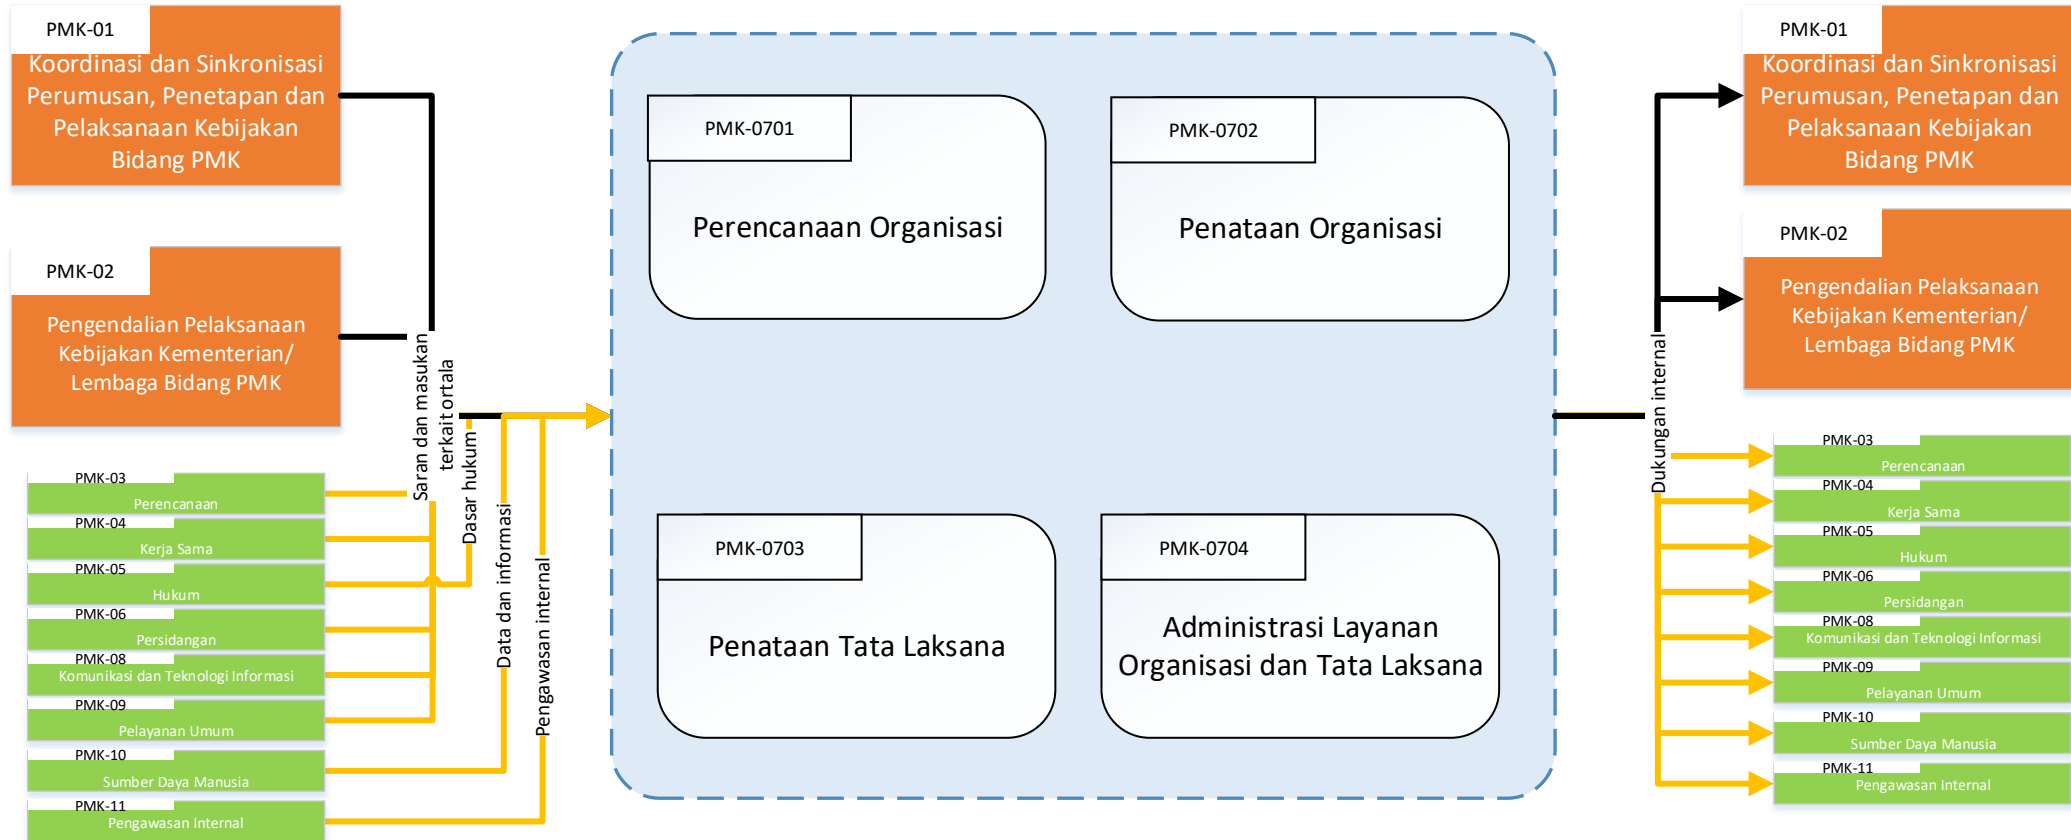 PMK-01
Koordinasi dan Sinkronisasi
Perumusan, Penetapan dan
Pelaksanaan Kebijakan
Bidang PMK
PMK-02
Pengendalian Pelaksanaan
Kebijakan Kementerian/
Lembaga Bidang PMK
PMK-03
Perencanaan
PMK-04
Kerja Sama
PMK-05
Hukum
PMK-06
Persidangan
PMK-08
Komunikasi dan Teknologi Informasi
PMK-09
Pelayanan Umum
PMK-10
Sumber Daya Manusia
PMK-11
Pengawasan Internal
Saran dan masukan
terkait ortala
Dasar hukum
Data dan informasi
Pengawasan internal
PMK-0701
Perencanaan Organisasi
PMK-0702
Penataan Organisasi
PMK-0703
Penataan Tata Laksana
PMK-0704
Administrasi Layanan
Organisasi dan Tata Laksana
Dukungan internal
PMK-01
Koordinasi dan Sinkronisasi
Perumusan, Penetapan dan
Pelaksanaan Kebijakan
Bidang PMK
PMK-02
Pengendalian Pelaksanaan
Kebijakan Kementerian/
Lembaga Bidang PMK
PMK-03
Perencanaan
PMK-04
Kerja Sama
PMK-05
Hukum
PMK-06
Persidangan
PMK-08
Komunikasi dan Teknologi Informasi
PMK-09
Pelayanan Umum
PMK-10
Sumber Daya Manusia
PMK-11
Pengawasan Internal